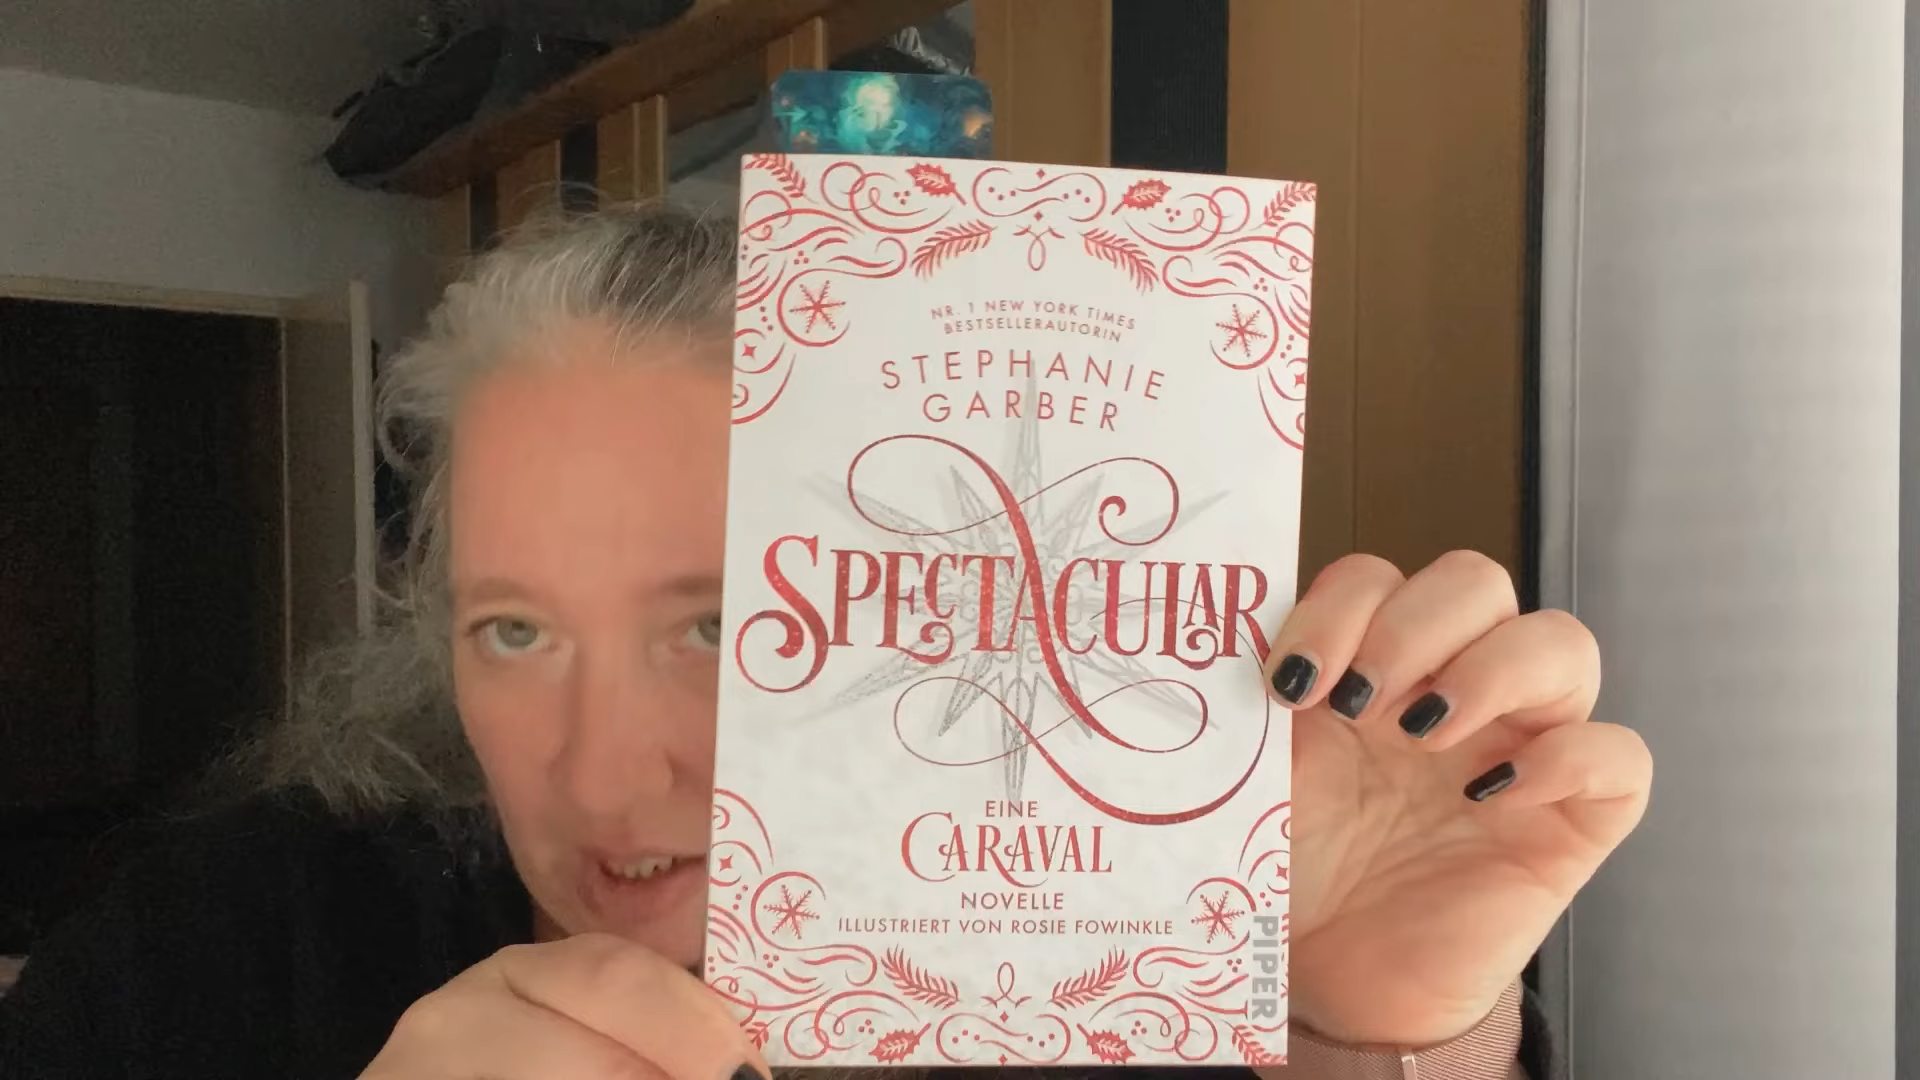 NR. 1 NEW YORK TIMES
BESTSELLERAUTORIN
STEPHANIE
GARBER
SPECTACULAR
EINE
CARAVAL
NOVELLE
ILLUSTRIERT VON ROSIE FOWINKLE
PIPER